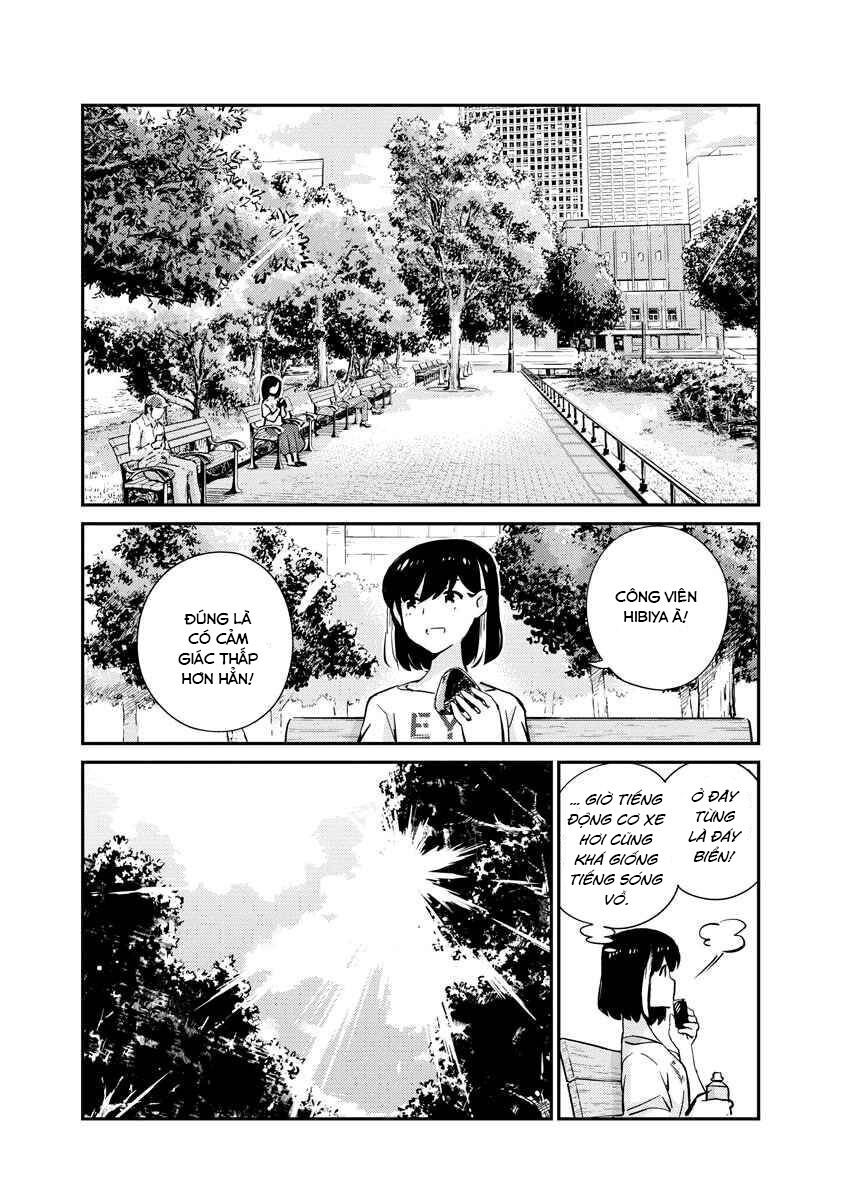 CÔNG VIÊN
HIBIYA À!
ĐÚNG LÀ
CÓ CẢM
GIÁC THẤP
HƠN HẲN!
EY
Ở ĐÂY
TỪNG
LÀ ĐÁY
BIỂN!
... GIỜ TIẾNG
ĐỘNG CƠ XE
HƠI CŨNG
KHÁ GIỐNG
TIẾNG SÓNG
VỖ.